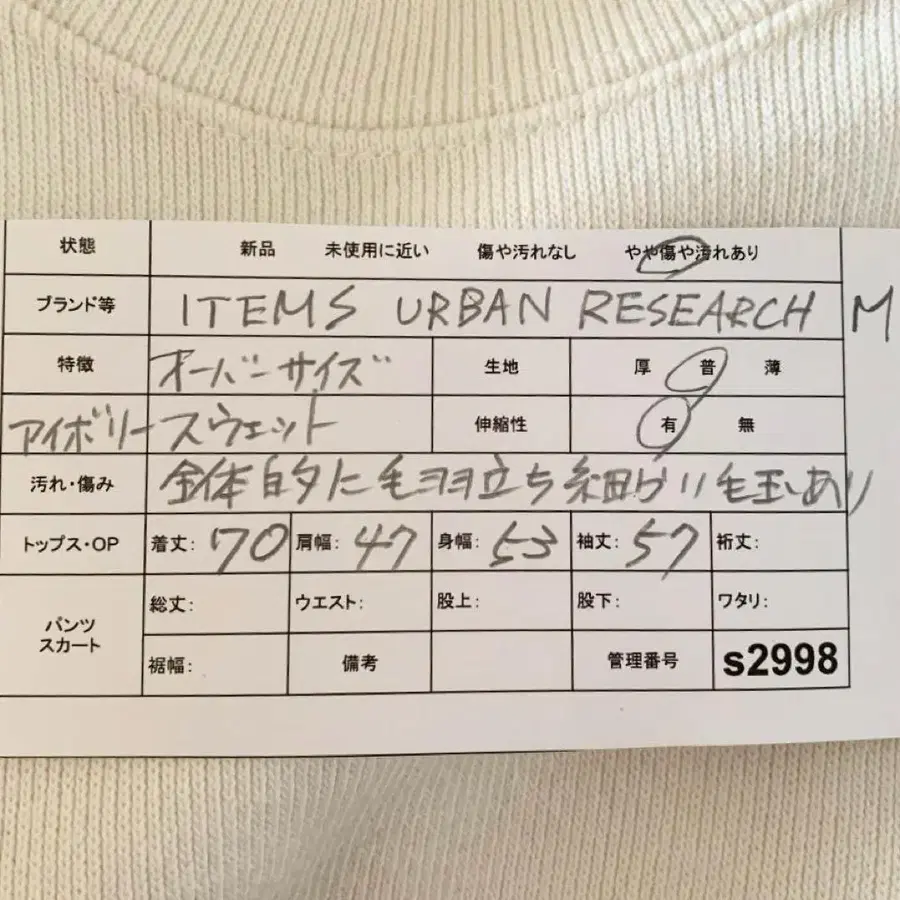 状態 新品 未使用に近い 傷や汚れなし やや傷や汚れあり
ブランド等 ITEMS URBAN RESEARCH M
特徴 オーバーサイズ 生地 厚 普 薄
アイボリースウェット 伸縮性 有 無
汚れ・傷み 全体的に毛羽立ち細かい毛玉あり
トップス・OP 着丈: 70 肩幅: 47 身幅: 53 袖丈: 57 裄丈:
パンツ スカート 総丈: ウエスト: 股上: 股下: ワタリ:
裾幅: 備考 管理番号 s2998